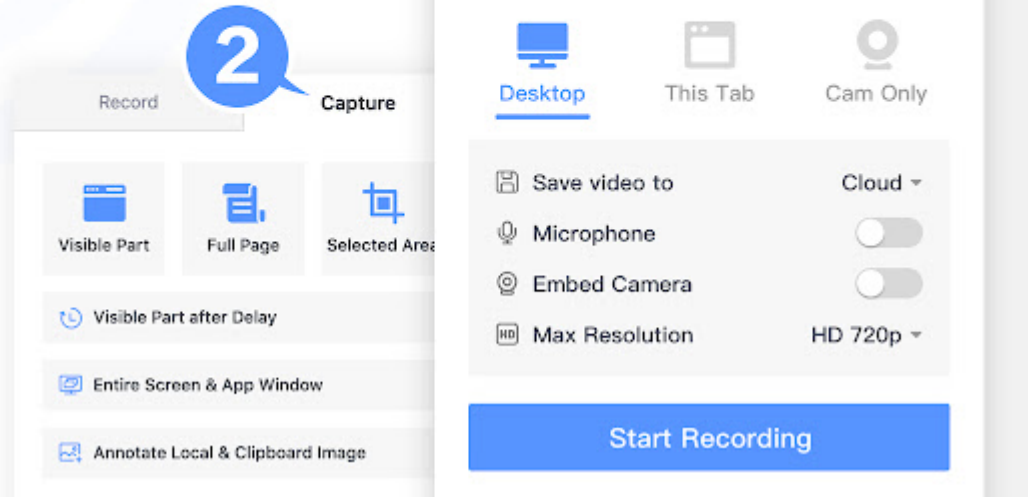 2
Record
Capture
Visible Part
Full Page
Selected Area
Visible Part after Delay
Entire Screen & App Window
Annotate Local & Clipboard Image
Desktop
This Tab
Cam Only
Save video to
Cloud
Microphone
Embed Camera
HD
Max Resolution
HD 720p
Start Recording